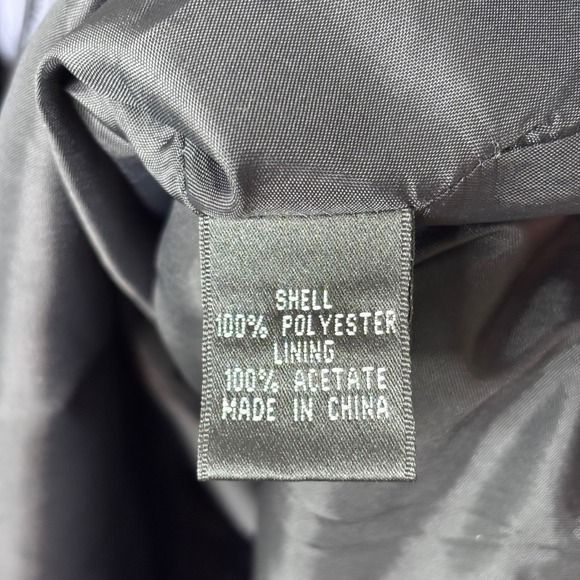 SHELL
100% POLYESTER
LINING
100% ACETATE
MADE IN CHINA